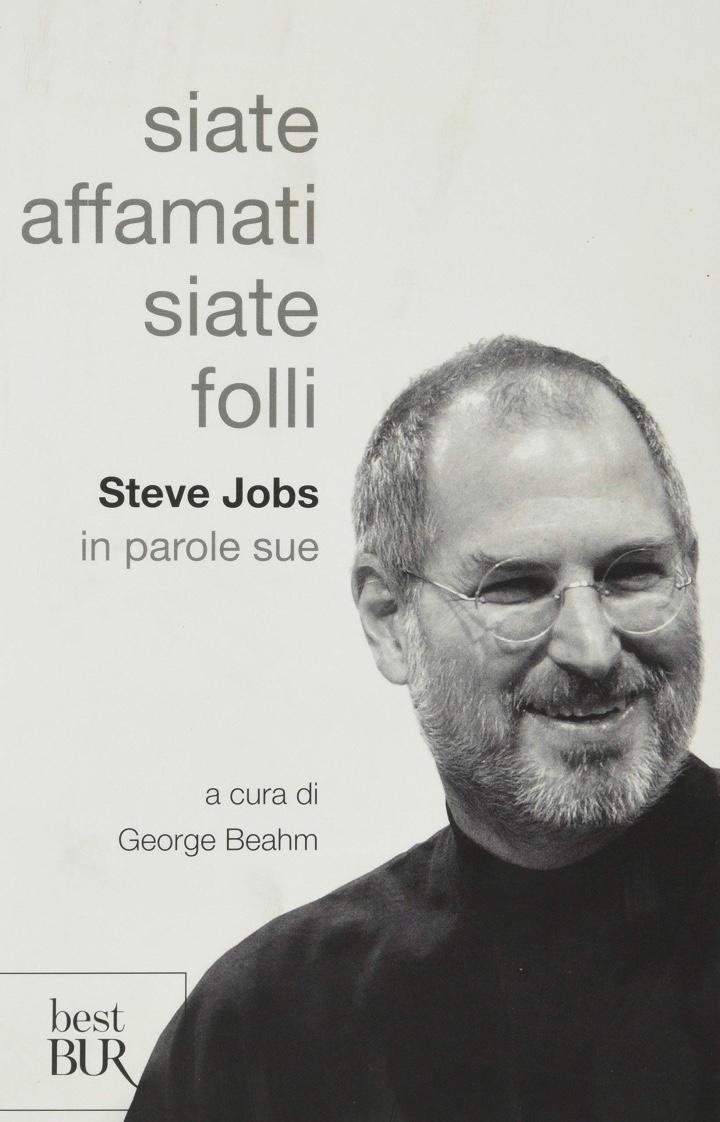 siate
affamati
siate
folli
Steve Jobs
in parole sue
a cura di
George Beahm
best
BUR